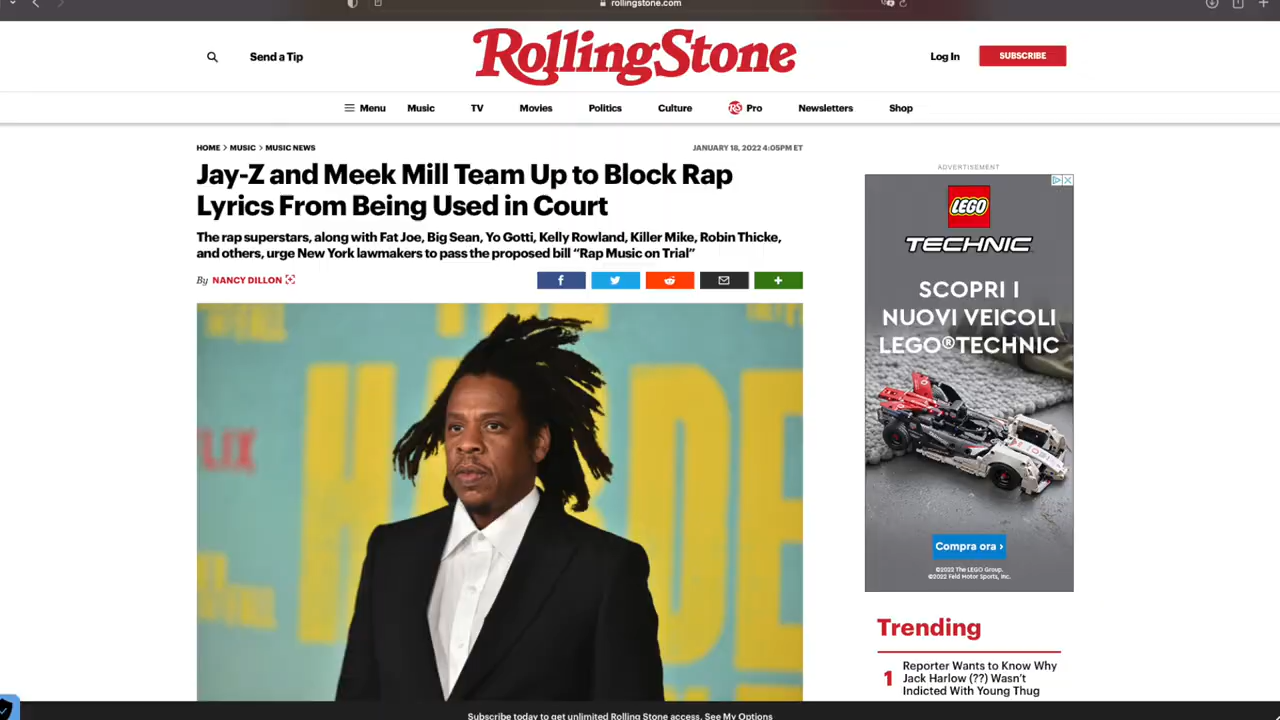 rollingstone.com
Send a Tip
RollingStone
Log In
SUBSCRIBE
Menu
Music
TV
Movies
Politics
Culture
RS Pro
Newsletters
Shop
HOME > MUSIC > MUSIC NEWS
JANUARY 18, 2022 4:05PM ET
Jay-Z and Meek Mill Team Up to Block Rap
Lyrics From Being Used in Court
The rap superstars, along with Fat Joe, Big Sean, Yo Gotti, Kelly Rowland, Killer Mike, Robin Thicke,
and others, urge New York lawmakers to pass the proposed bill “Rap Music on Trial”
By NANCY DILLON
ADVERTISEMENT
LEGO
TECHNIC
SCOPRI I
NUOVI VEICOLI
LEGO®TECHNIC
Compra ora ›
©2022 The LEGO Group.
©2022 Feld Motor Sports, Inc.
Trending
1
Reporter Wants to Know Why
Jack Harlow (??) Wasn’t
Indicted With Young Thug
Subscribe today to get unlimited Rolling Stone access. See My Options